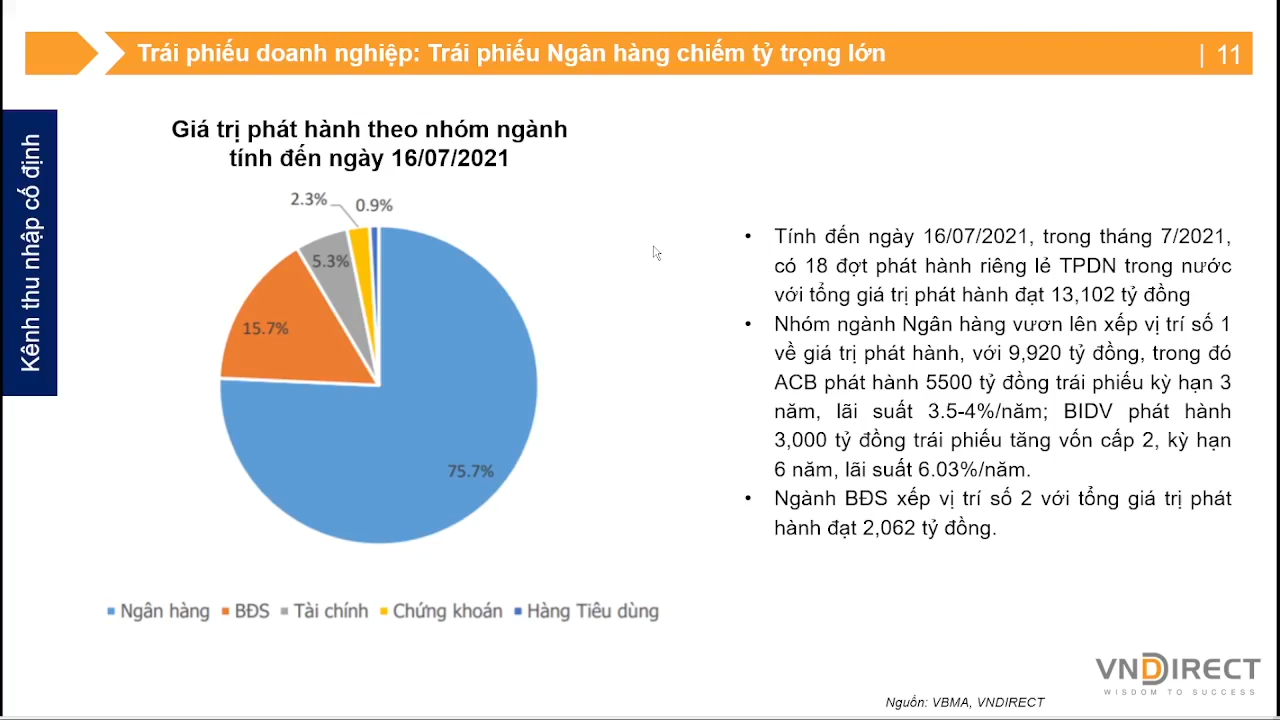 Trái phiếu doanh nghiệp: Trái phiếu Ngân hàng chiếm tỷ trọng lớn
| 11
Kênh thu nhập cố định
Giá trị phát hành theo nhóm ngành
tính đến ngày 16/07/2021
2.3%
0.9%
5.3%
15.7%
75.7%
Ngân hàng BĐS Tài chính Chứng khoán Hàng Tiêu dùng
• Tính đến ngày 16/07/2021, trong tháng 7/2021,
có 18 đợt phát hành riêng lẻ TPDN trong nước
với tổng giá trị phát hành đạt 13,102 tỷ đồng
• Nhóm ngành Ngân hàng vươn lên xếp vị trí số 1
về giá trị phát hành, với 9,920 tỷ đồng, trong đó
ACB phát hành 5500 tỷ đồng trái phiếu kỳ hạn 3
năm, lãi suất 3.5-4%/năm; BIDV phát hành
3,000 tỷ đồng trái phiếu tăng vốn cấp 2, kỳ hạn
6 năm, lãi suất 6.03%/năm.
• Ngành BĐS xếp vị trí số 2 với tổng giá trị phát
hành đạt 2,062 tỷ đồng.
VNDIRECT
WISDOM TO SUCCESS
Nguồn: VBMA, VNDIRECT